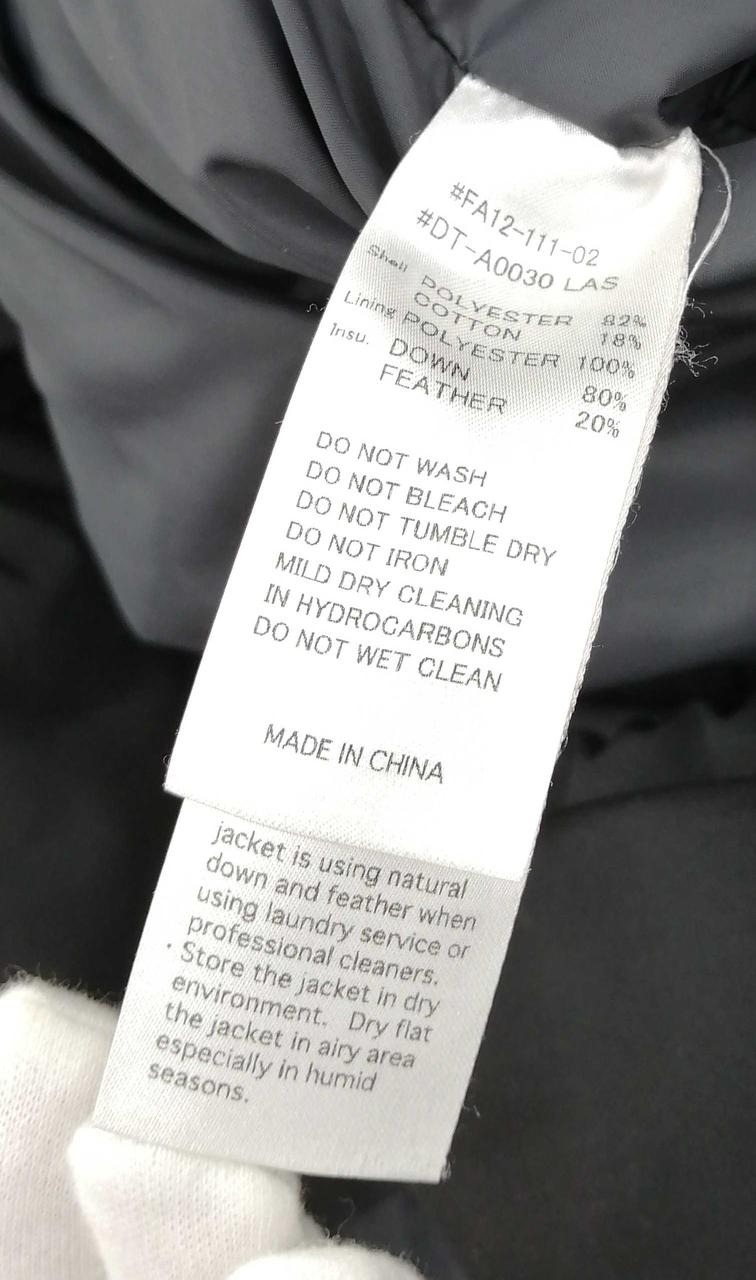 #FA12-111-02
#DT-A0030 LAS
Shell POLYESTER 82%
COTTON 18%
Lining POLYESTER 100%
Insu. DOWN 80%
FEATHER 20%
DO NOT WASH
DO NOT BLEACH
DO NOT TUMBLE DRY
DO NOT IRON
MILD DRY CLEANING
IN HYDROCARBONS
DO NOT WET CLEAN
MADE IN CHINA
jacket is using natural
down and feather when
using laundry service or
professional cleaners.
· Store the jacket in dry
environment. Dry flat
the jacket in airy area
especially in humid
seasons.